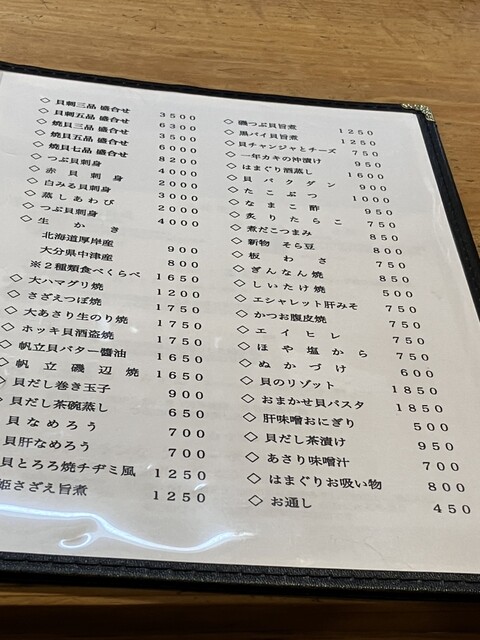 ◇貝刺三品 盛合せ 3500
◇貝刺五品 盛合せ 6300
◇焼貝三品 盛合せ 3500
◇焼貝五品 盛合せ 6000
◇焼貝七品 盛合せ 8200
◇つぶ貝刺身 4000
◇赤貝刺身 2000
◇白みる貝刺身 2000
◇蒸しあわび 3000
◇つぶ貝刺身 4000
◇生かき
北海道厚岸産 900
大分県中津産 800
※2種類食べくらべ 1650
◇大ハマグリ焼 1200
◇さざえつぼ焼 1750
◇大あさり生のり焼 1750
◇ホッキ貝酒盗焼 1750
◇帆立貝バター醬油 1650
◇帆立磯辺焼 1650
◇貝だし巻き玉子 900
◇貝だし茶碗蒸し 650
貝なめろう 700
貝肝なめろう 700
貝とろろ焼チヂミ風 1250
姫さざえ旨煮 1250
◇磯つぶ貝旨煮 1250
◇黒バイ貝旨煮 1250
◇貝チャンジャとチーズ 750
◇一年カキの沖漬け 900
◇はまぐり酒蒸し 1600
◇貝バクダン 900
◇たこぶつ 1000
◇なまこ酢 950
◇炙りたらこ 750
◇煮だこつまみ 850
◇新物 そら豆 800
◇板わさ 750
◇ぎんなん焼 850
◇しいたけ焼 500
◇エシャレット肝みそ 750
◇かつお腹皮焼 750
◇エイヒレ 750
◇ほや塩から 750
◇ぬかづけ 600
◇貝のリゾット 1850
◇おまかせ貝パスタ 1850
◇肝味噌おにぎり 500
◇貝だし茶漬け 950
◇あさり味噌汁 700
◇はまぐりお吸い物 800
◇お通し 450